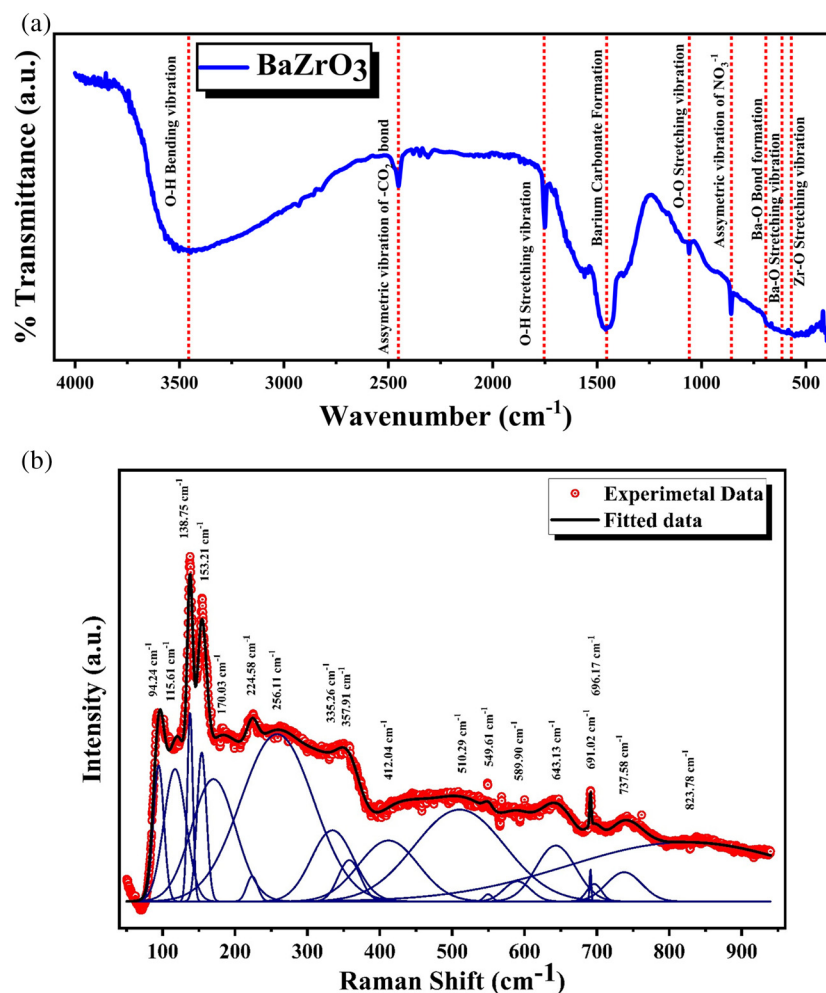 (a)
BaZrO3
% Transmittance (a.u.)
O-H Bending vibration
Assymetric vibration of -CO2 bond
O-H Stretching vibration
Barium Carbonate Formation
O-O Stretching vibration
Assymetric vibration of NO3-1
Ba-O Bond formation
Ba-O Stretching vibration
Zr-O Stretching vibration
4000 3500 3000 2500 2000 1500 1000 500
Wavenumber (cm-1)
(b)
Experimetal Data
Fitted data
Intensity (a.u.)
94.24 cm-1
115.61 cm-1
138.75 cm-1
153.21 cm-1
170.03 cm-1
224.58 cm-1
256.11 cm-1
335.26 cm-1
357.91 cm-1
412.04 cm-1
510.29 cm-1
549.61 cm-1
589.90 cm-1
643.13 cm-1
691.02 cm-1
696.17 cm-1
737.58 cm-1
823.78 cm-1
100 200 300 400 500 600 700 800 900
Raman Shift (cm-1)